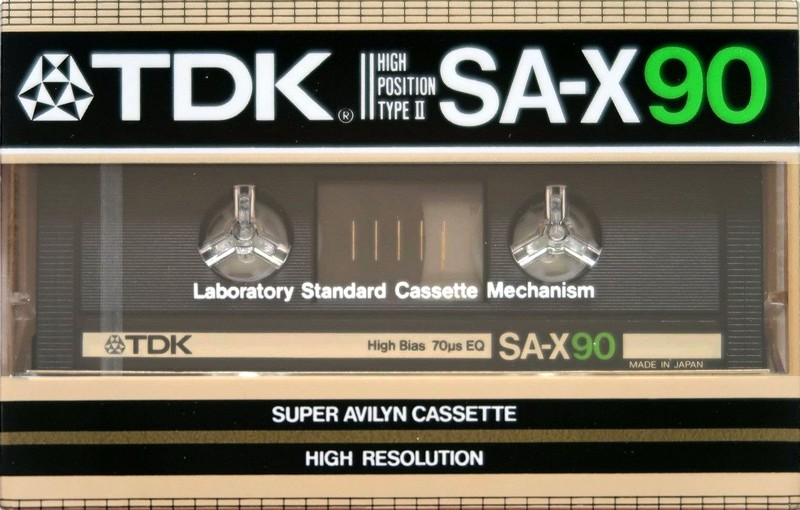 TDK®
HIGH
POSITION
TYPE II
SA-X90
Laboratory Standard Cassette Mechanism
TDK
High Bias 70μs EQ
SA-X90
MADE IN JAPAN
SUPER AVILYN CASSETTE
HIGH RESOLUTION